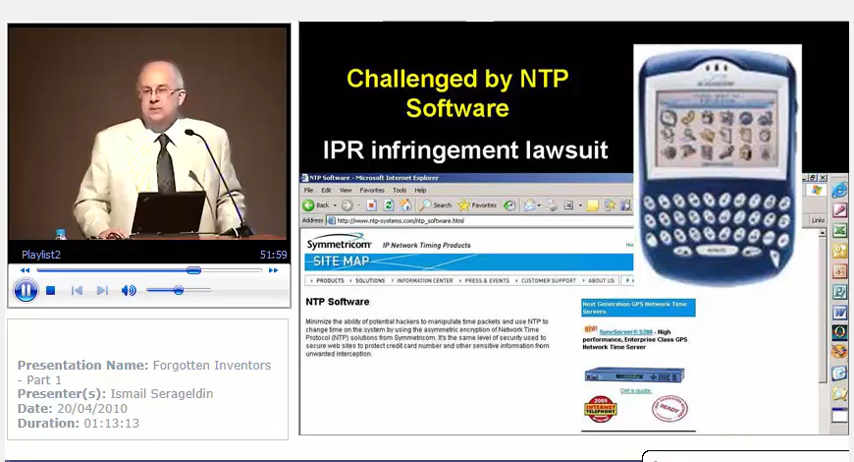 Challenged by NTP
Software
IPR infringement lawsuit
NTP Software - Microsoft Internet Explorer
File Edit View Favorites Tools Help
Back Search Favorites
Address http://www.ntp-systems.com/ntp_software.html
Links
Symmetricom IP Network Timing Products
SITE MAP
PRODUCTS SOLUTIONS INFORMATION CENTER PRESS & EVENTS CUSTOMER SUPPORT ABOUT US
NTP Software
Minimize the ability of potential hackers to manipulate time packets and use NTP to
change time on the system by using the asymmetric encryption of Network Time
Protocol (NTP) solutions from Symmetricom. It's the same level of security used to
secure web sites to protect credit card number and other sensitive information from
unwanted interception.
Next Generation GPS Network Time
Servers
NEW! SyncServer® S200 - High
performance, Enterprise Class GPS
Network Time Server
Get a quote.
2005
INTERNET
TELEPHONY
READY
Playlist2 51:59
Presentation Name: Forgotten Inventors
- Part 1
Presenter(s): Ismail Serageldin
Date: 20/04/2010
Duration: 01:13:13